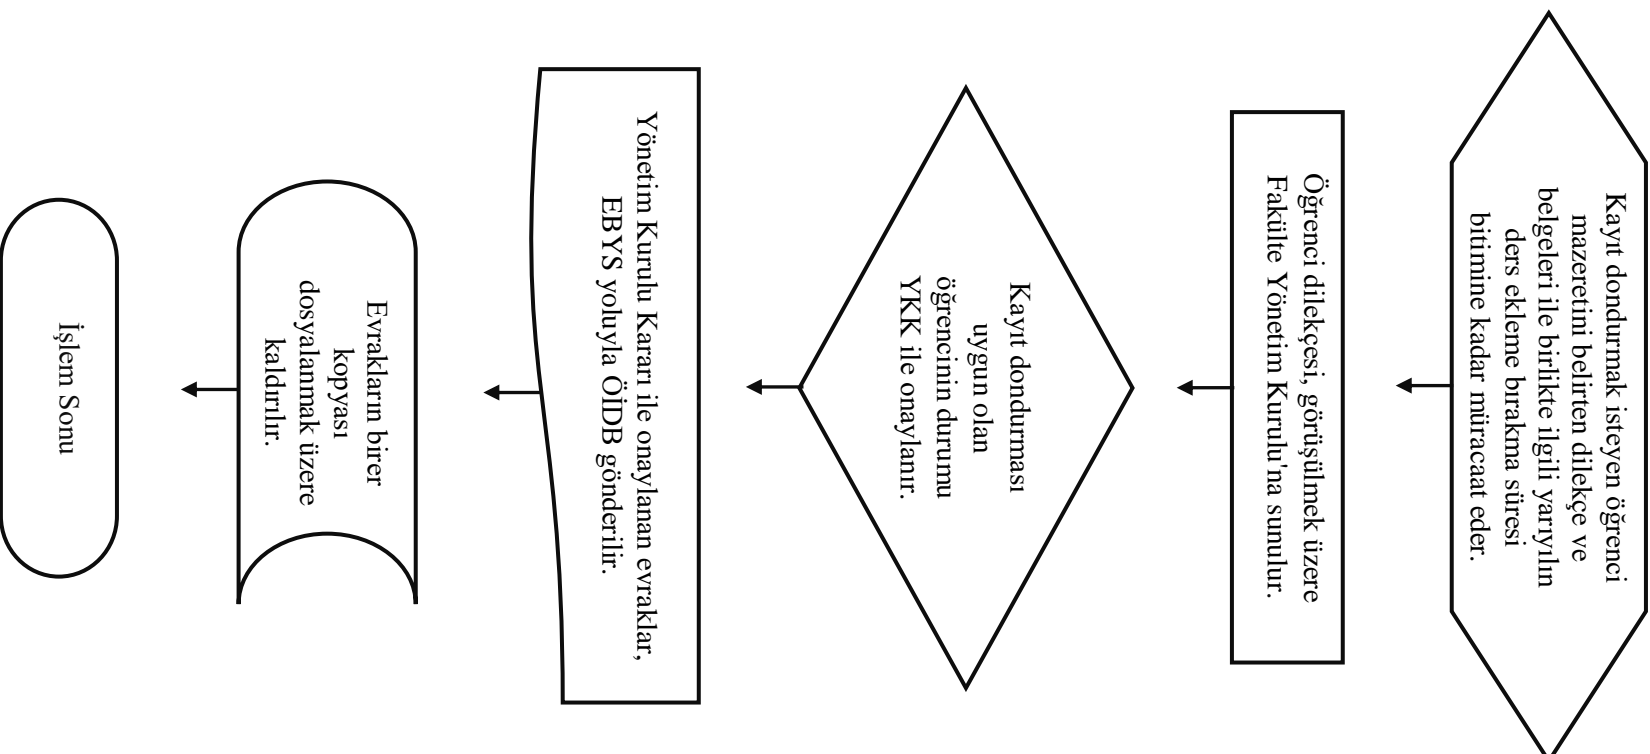 Kayıt dondurmak isteyen öğrenci
mazeretini belirten dilekçe ve
belgeleri ile birlikte ilgili yarıyılın
ders ekleme bırakma süresi
bitimine kadar müracaat eder.
Öğrenci dilekçesi, görüşülmek üzere
Fakülte Yönetim Kurulu'na sunulur.
Kayıt dondurması
uygun olan
öğrencinin durumu
YKK ile onaylanır.
Yönetim Kurulu Kararı ile onaylanan evraklar,
EBYS yoluyla ÖİDB gönderilir.
Evrakların birer
kopyası
dosyalanmak üzere
kaldırılır.
İşlem Sonu